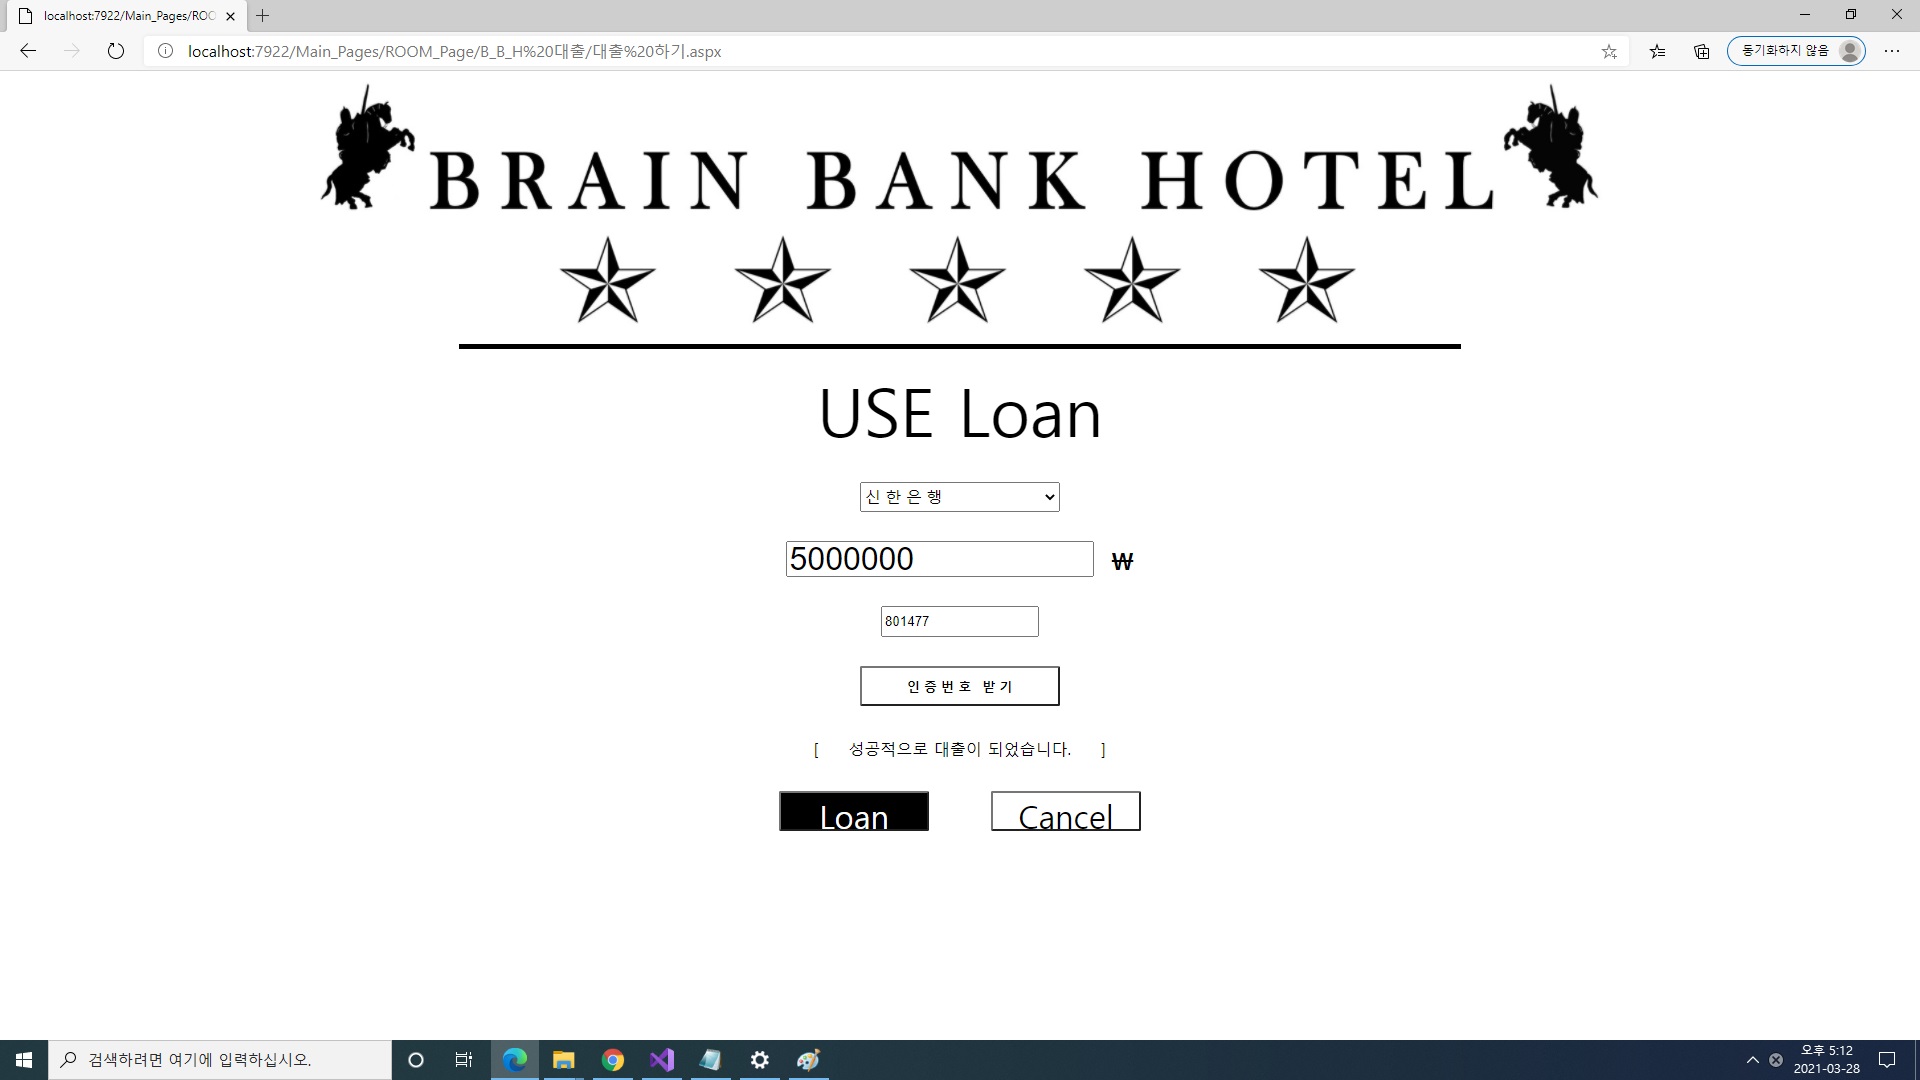 localhost:7922/Main_Pages/ROO
localhost:7922/Main_Pages/ROOM_Page/B_B_H%20대출/대출%20하기.aspx
동기화하지 않음
BRAIN BANK HOTEL
USE Loan
신 한 은 행
5000000 ₩
801477
인증번호 받기
[ 성공적으로 대출이 되었습니다. ]
Loan Cancel
검색하려면 여기에 입력하십시오.
오후 5:12
2021-03-28